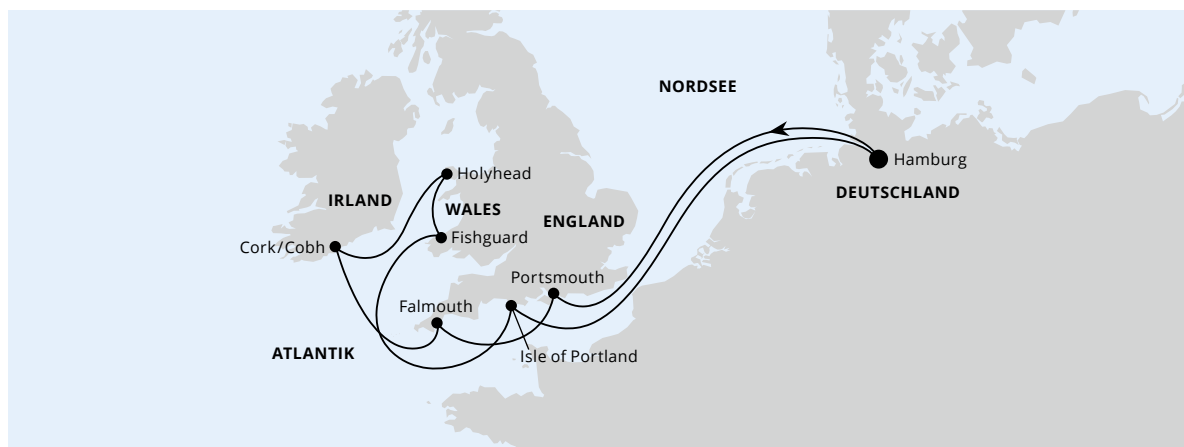 NORDSEE
Hamburg
DEUTSCHLAND
Holyhead
IRLAND
WALES
ENGLAND
Fishguard
Cork/Cobh
Portsmouth
Falmouth
ATLANTIK
Isle of Portland